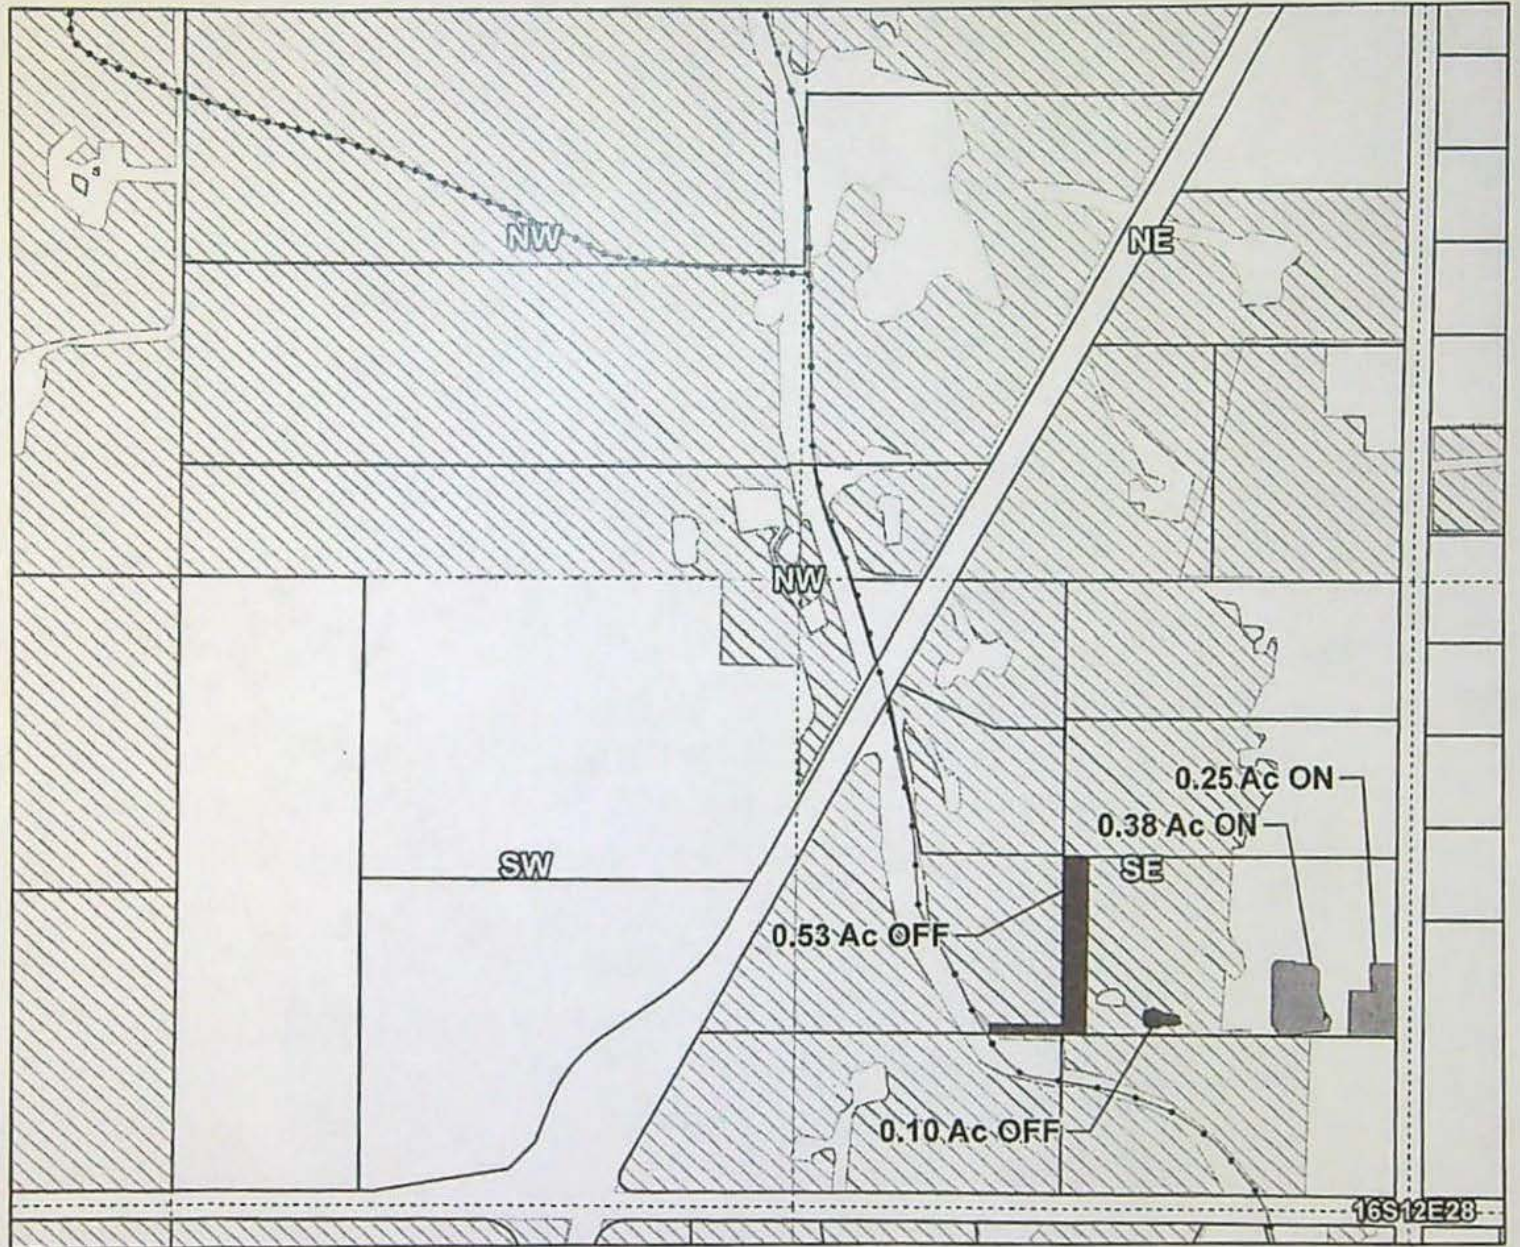 NW
NE
NW
0.25 Ac ON
0.38 Ac ON
SW
SE
0.53 Ac OFF
0.10 Ac OFF
16S12E28